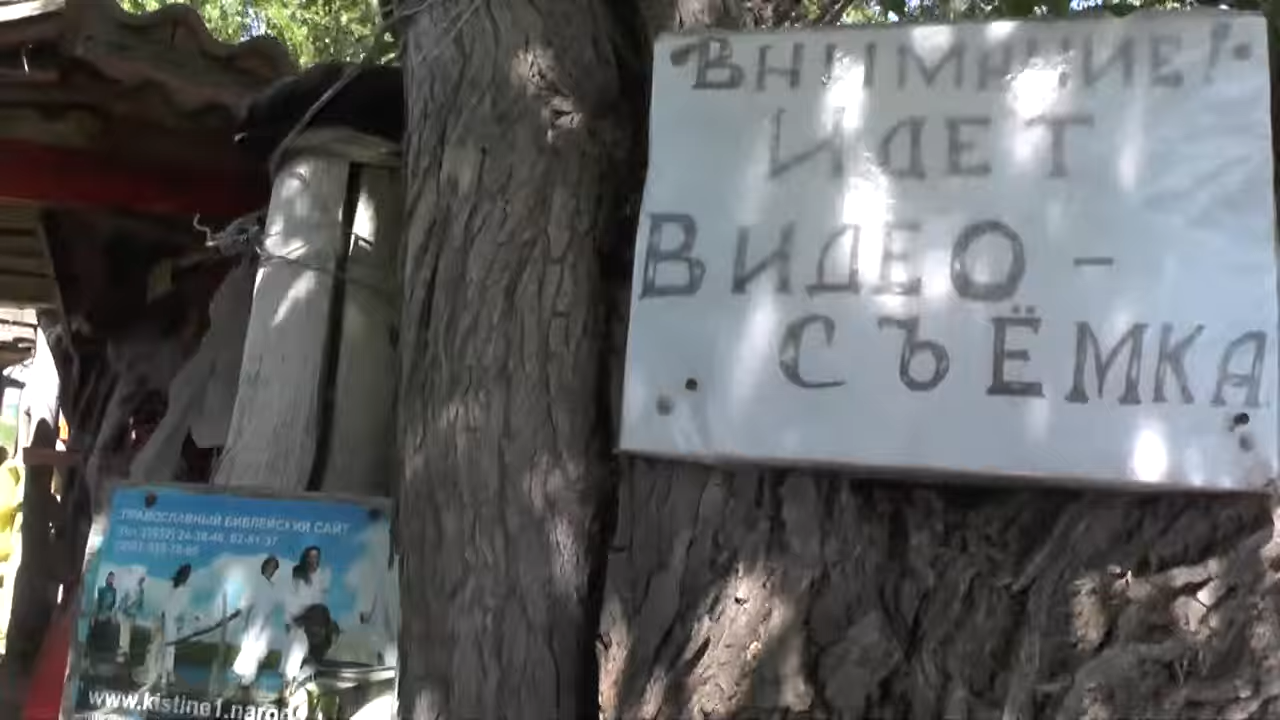 ВНИМАНИЕ!
ИДЕТ
ВИДЕО -
СЪЁМКА
ПРАВОСЛАВНЫЙ БИБЛЕЙСКИЙ САЙТ
www.kistine1.narod